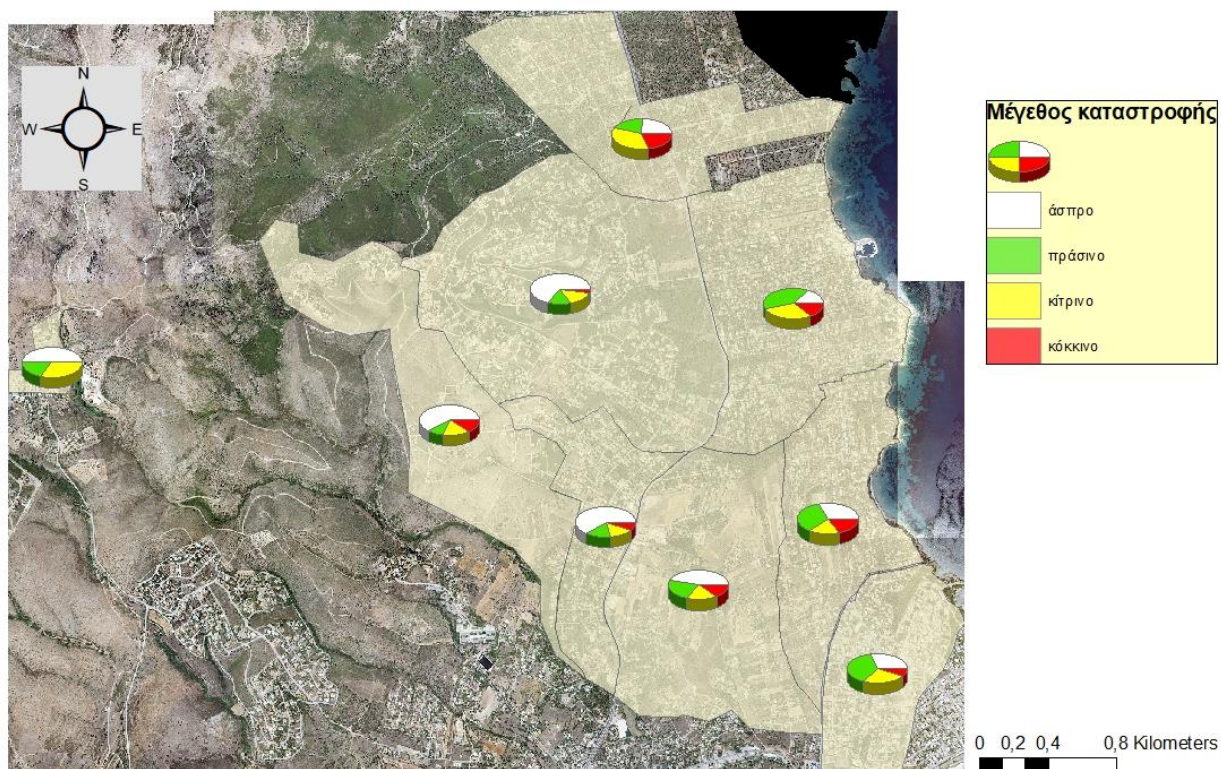 N
W E
S
Μέγεθος καταστροφής
άσπρο
πράσινο
κίτρινο
κόκκινο
0 0,2 0,4 0,8 Kilometers